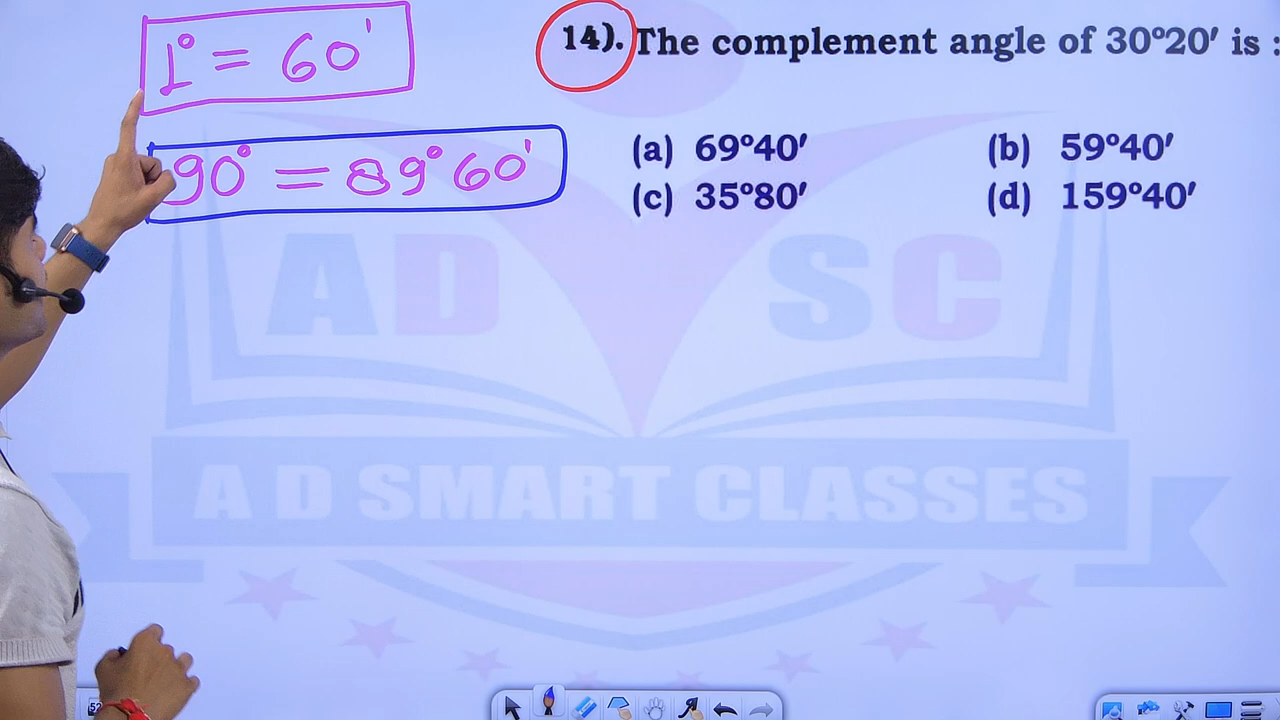 1° = 60'
90° = 89° 60'
14). The complement angle of 30°20′ is :
(a) 69°40′ (b) 59°40′
(c) 35°80′ (d) 159°40′
AD SC
A D SMART CLASSES